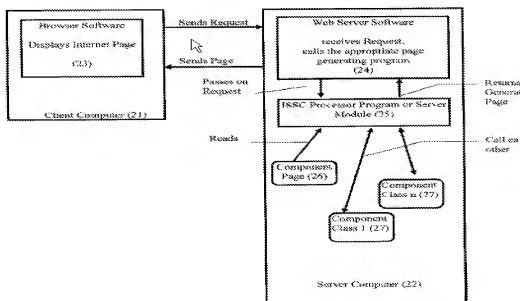 Browser Software
Displays Internet Page
(23)
Client Computer (21)
Sends Request
Sends Page
Web Server Software
receives Request,
calls the appropriate page
generating program.
(24)
Passes on
Request
Returns
General
Page
JSSC Processor Program or Server
Module (25)
Reads
Call ea
other
Component
Page (26)
Component
Class n (27)
Component
Class 1 (27)
Server Computer (22)